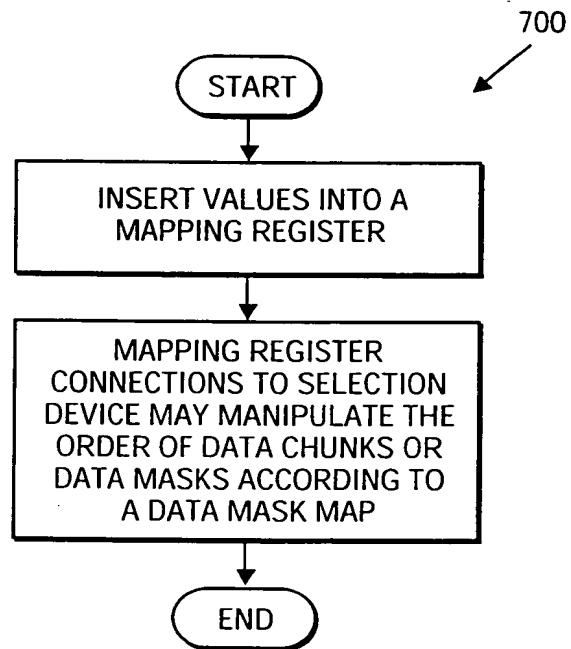 700
START
INSERT VALUES INTO A
MAPPING REGISTER
MAPPING REGISTER
CONNECTIONS TO SELECTION
DEVICE MAY MANIPULATE THE
ORDER OF DATA CHUNKS OR
DATA MASKS ACCORDING TO
A DATA MASK MAP
END